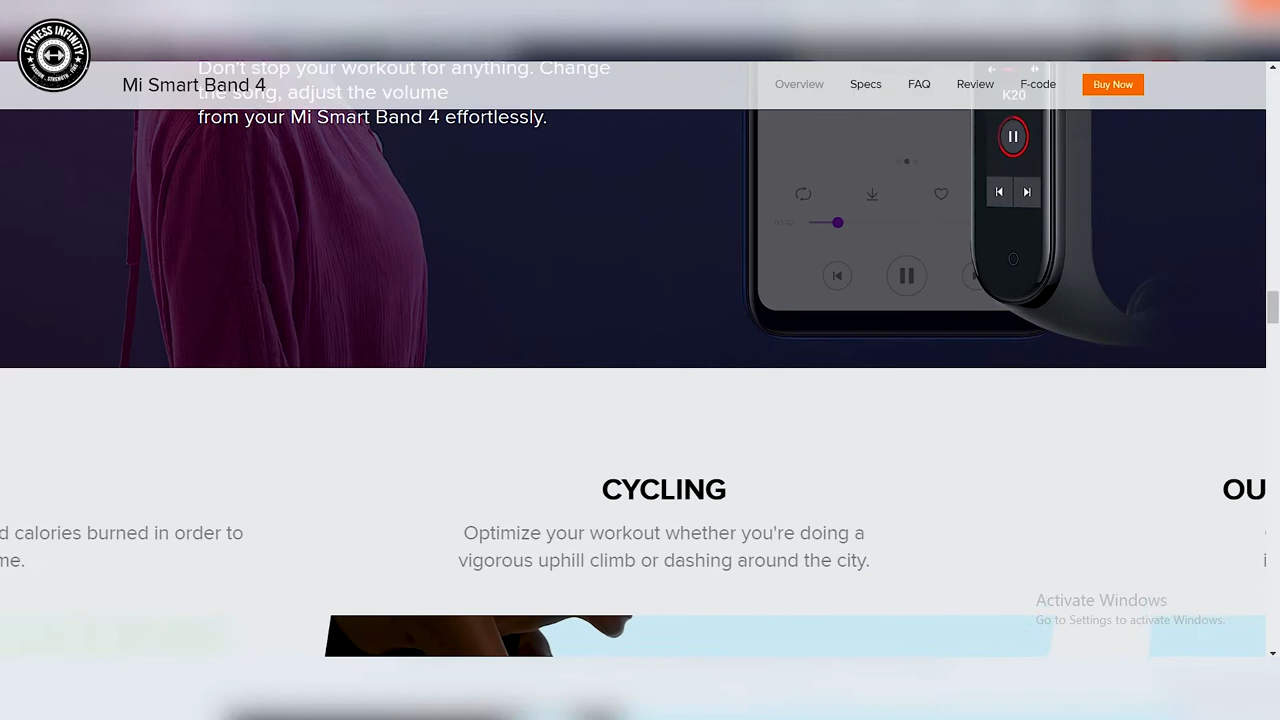 FITNESS INFINITY
Don't stop your workout for anything. Change
the song, adjust the volume
from your Mi Smart Band 4 effortlessly.
Mi Smart Band 4
Overview
Specs
FAQ
Review
F-code
Buy Now
K20
CYCLING
OU
d calories burned in order to
me.
Optimize your workout whether you're doing a
vigorous uphill climb or dashing around the city.
Activate Windows
Go to Settings to activate Windows.